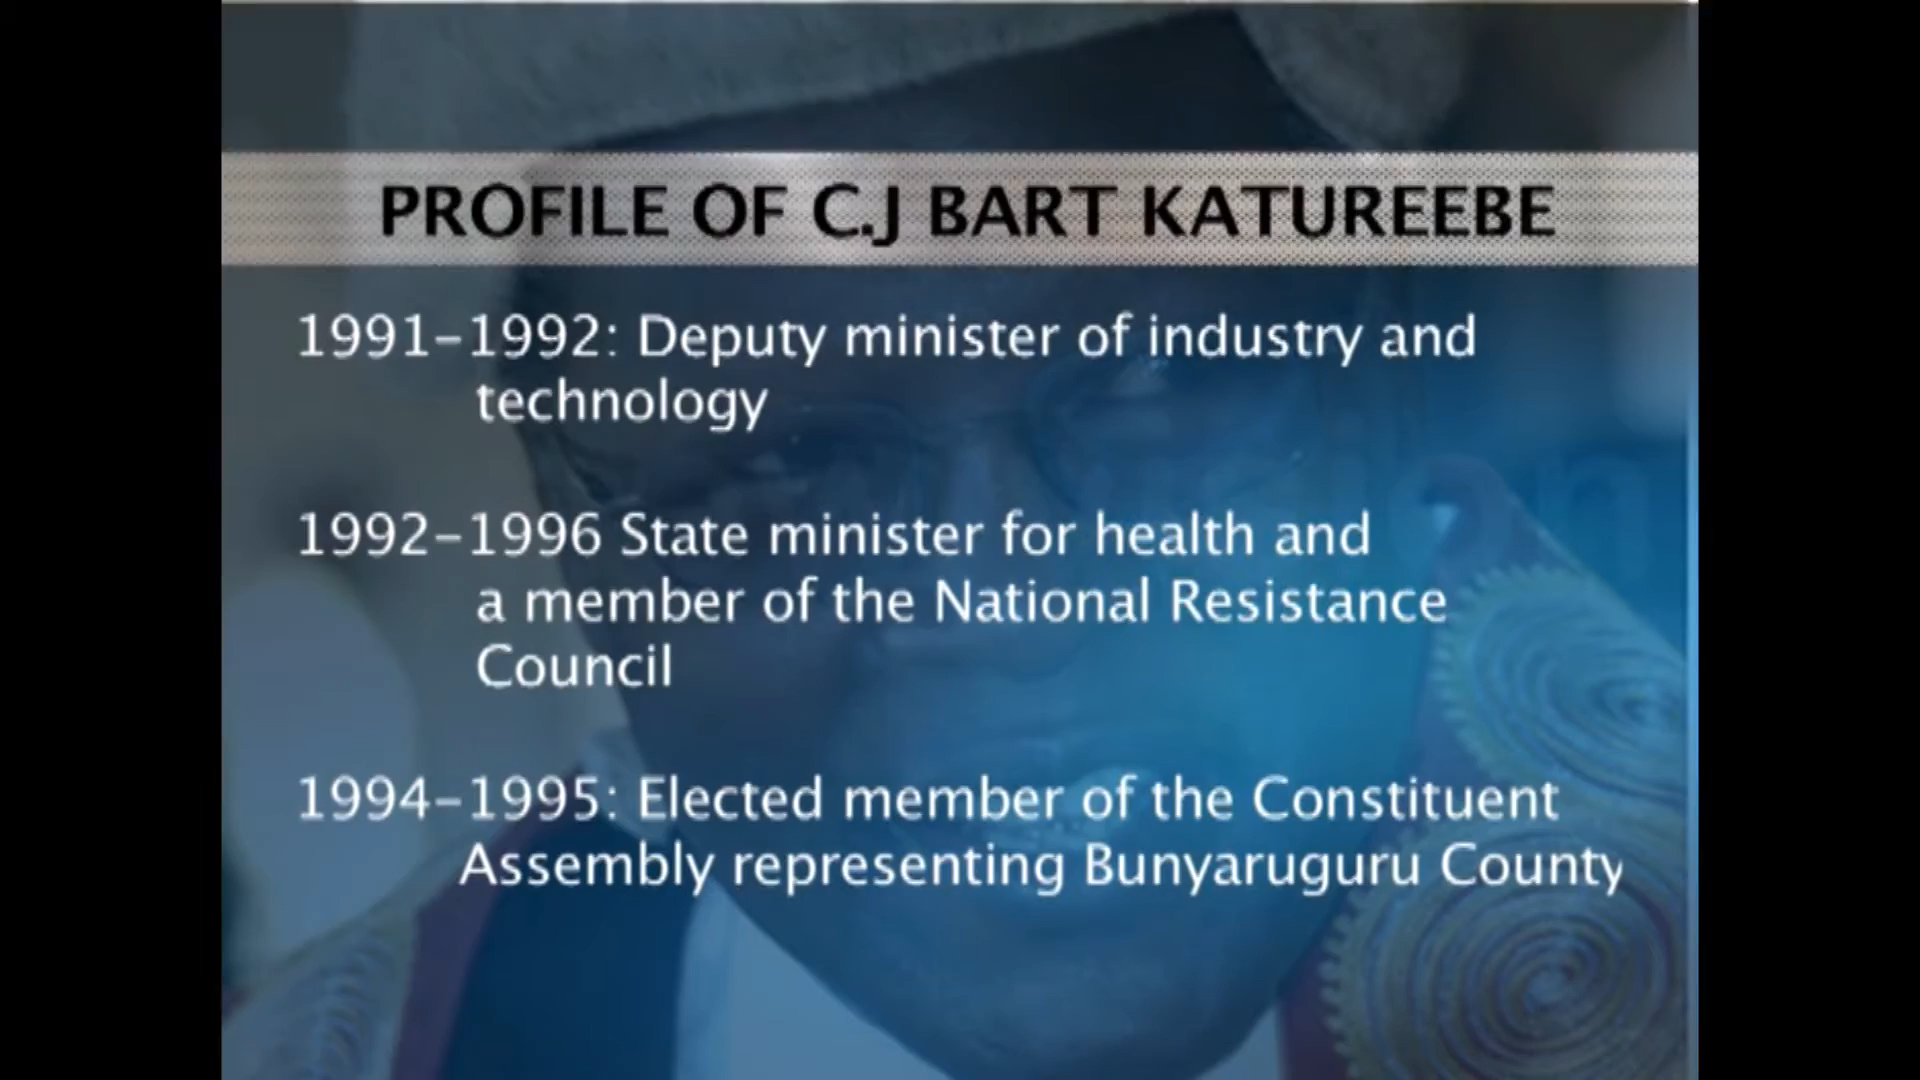 PROFILE OF C.J BART KATUREEBE
1991-1992: Deputy minister of industry and
technology
1992-1996 State minister for health and
a member of the National Resistance
Council
1994-1995: Elected member of the Constituent
Assembly representing Bunyaruguru County